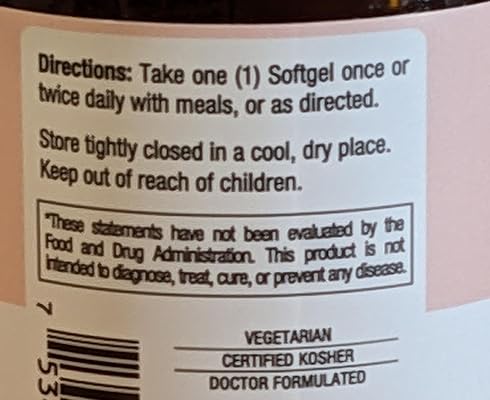 Directions: Take one (1) Softgel once or
twice daily with meals, or as directed.
Store tightly closed in a cool, dry place.
Keep out of reach of children.
*These statements have not been evaluated by the
Food and Drug Administration. This product is not
intended to diagnose, treat, cure, or prevent any disease.
VEGETARIAN
CERTIFIED KOSHER
DOCTOR FORMULATED
7 53